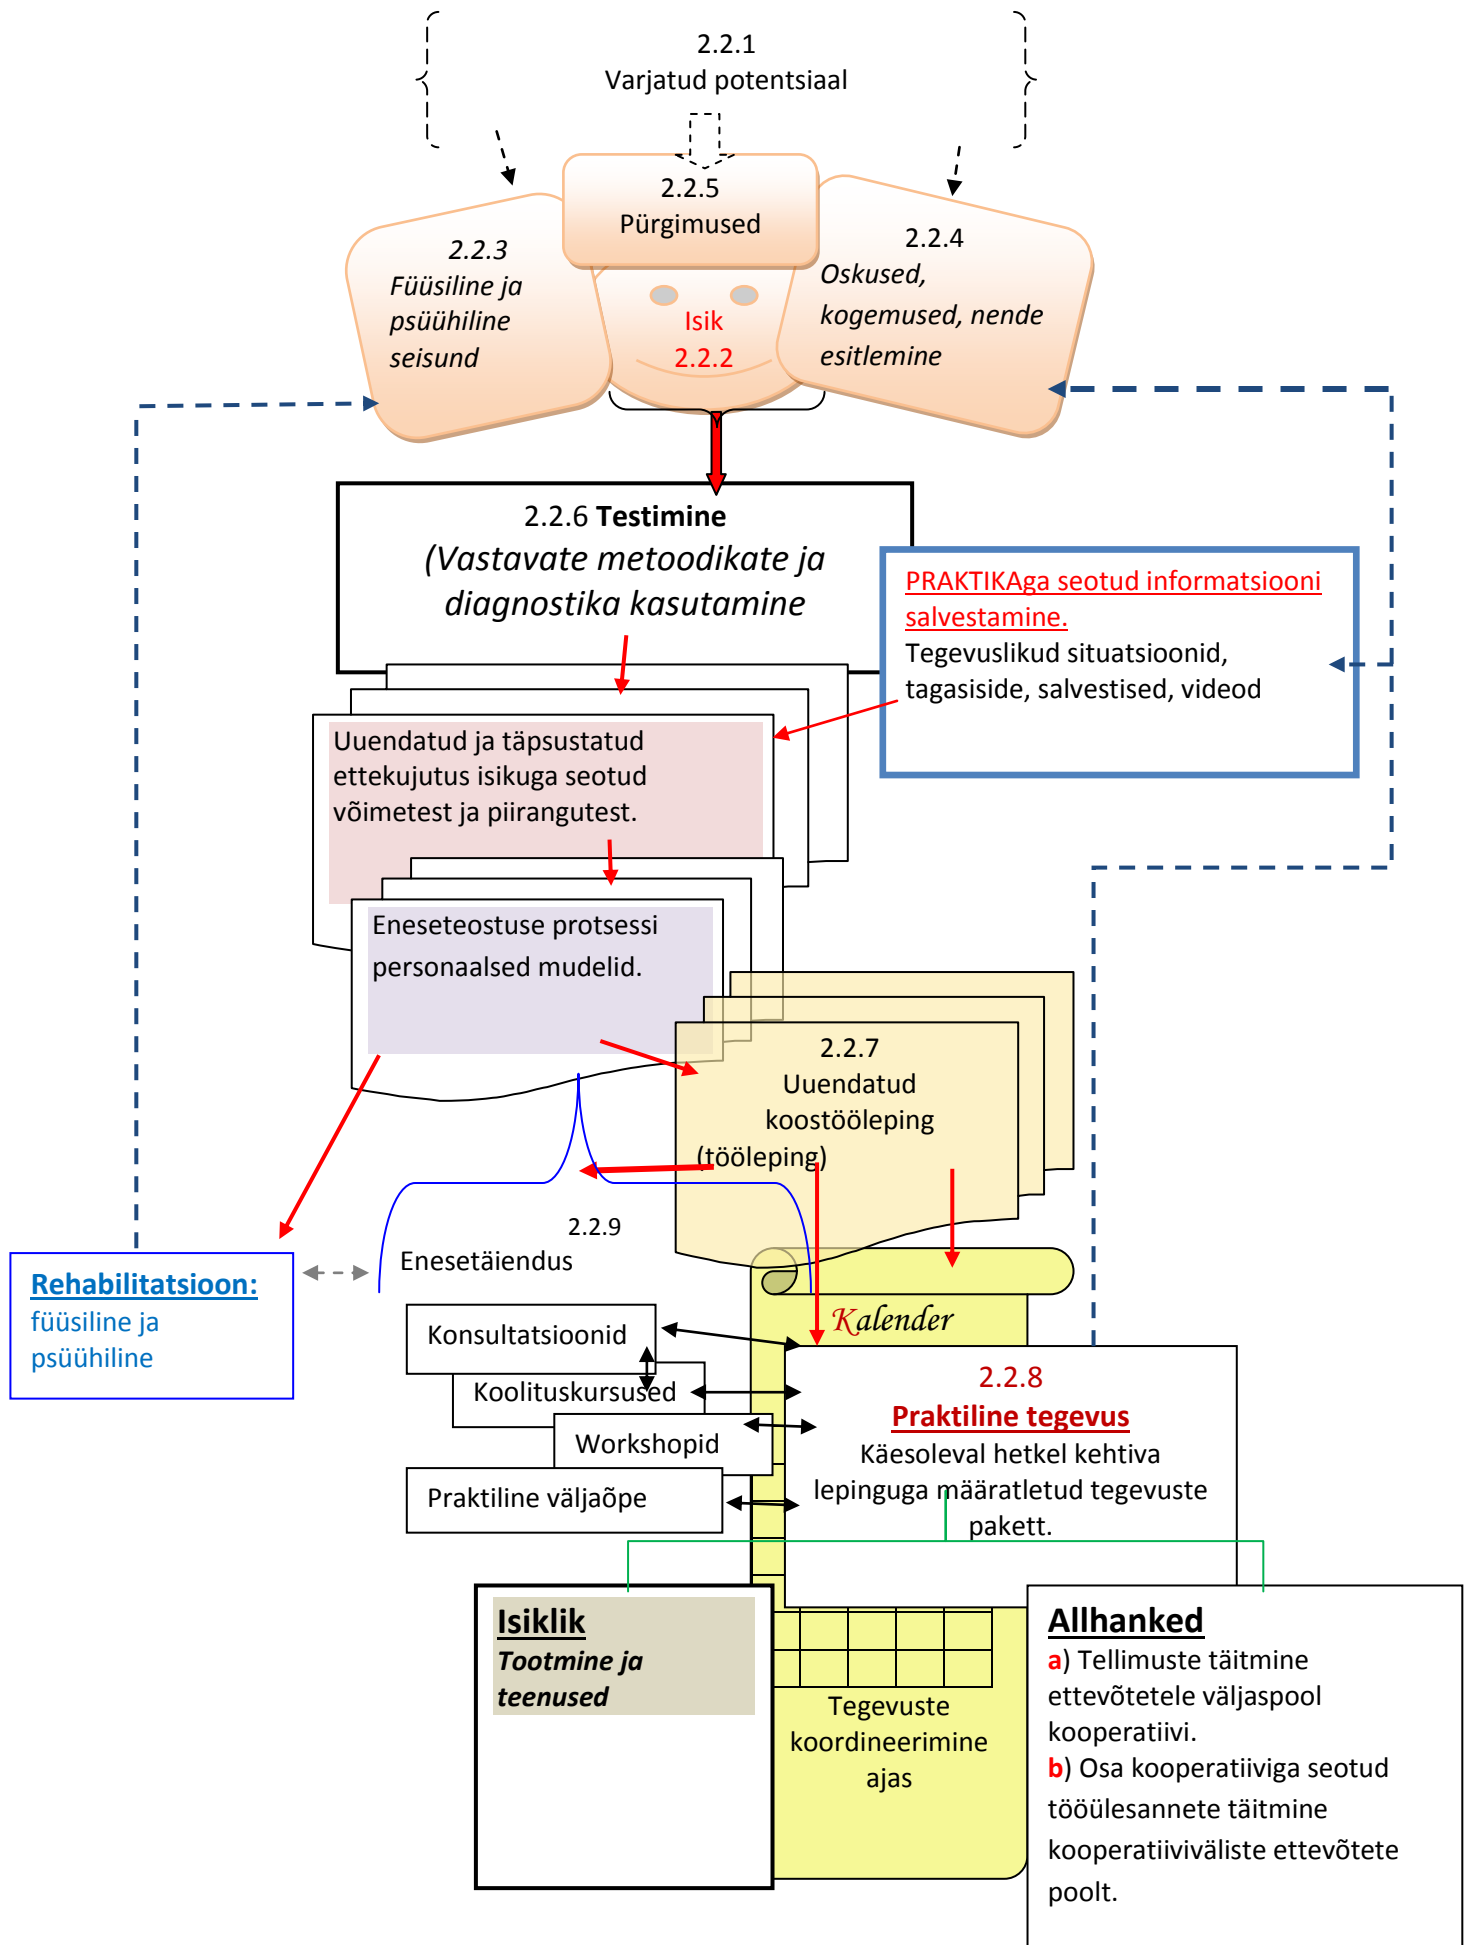 2.2.1
Varjatud potentsiaal
2.2.5
Pürgimused
2.2.3
Füüsiline ja
psüühiline
seisund
Isik
2.2.2
2.2.4
Oskused,
kogemused, nende
esitlemine
2.2.6 Testimine
(Vastavate metoodikate ja
diagnostika kasutamine
PRAKTIKAga seotud informatsiooni
salvestamine.
Tegevuslikud situatsioonid,
tagasiside, salvestised, videod
Uuendatud ja täpsustatud
ettekujutus isikuga seotud
võimetest ja piirangutest.
Eneseteostuse protsessi
personaalsed mudelid.
2.2.7
Uuendatud
koostööleping
(tööleping)
2.2.9
Enesetäiendus
Rehabilitatsioon:
füüsiline ja
psüühiline
Kalender
Konsultatsioonid
Koolituskursused
Workshopid
Praktiline väljaõpe
2.2.8
Praktiline tegevus
Käesoleval hetkel kehtiva
lepinguga määratletud tegevuste
pakett.
Isiklik
Tootmine ja
teenused
Tegevuste
koordineerimine
ajas
Allhanked
a) Tellimuste täitmine
ettevõtetele väljaspool
kooperatiivi.
b) Osa kooperatiiviga seotud
tööülesannete täitmine
kooperatiiviväliste ettevõtete
poolt.